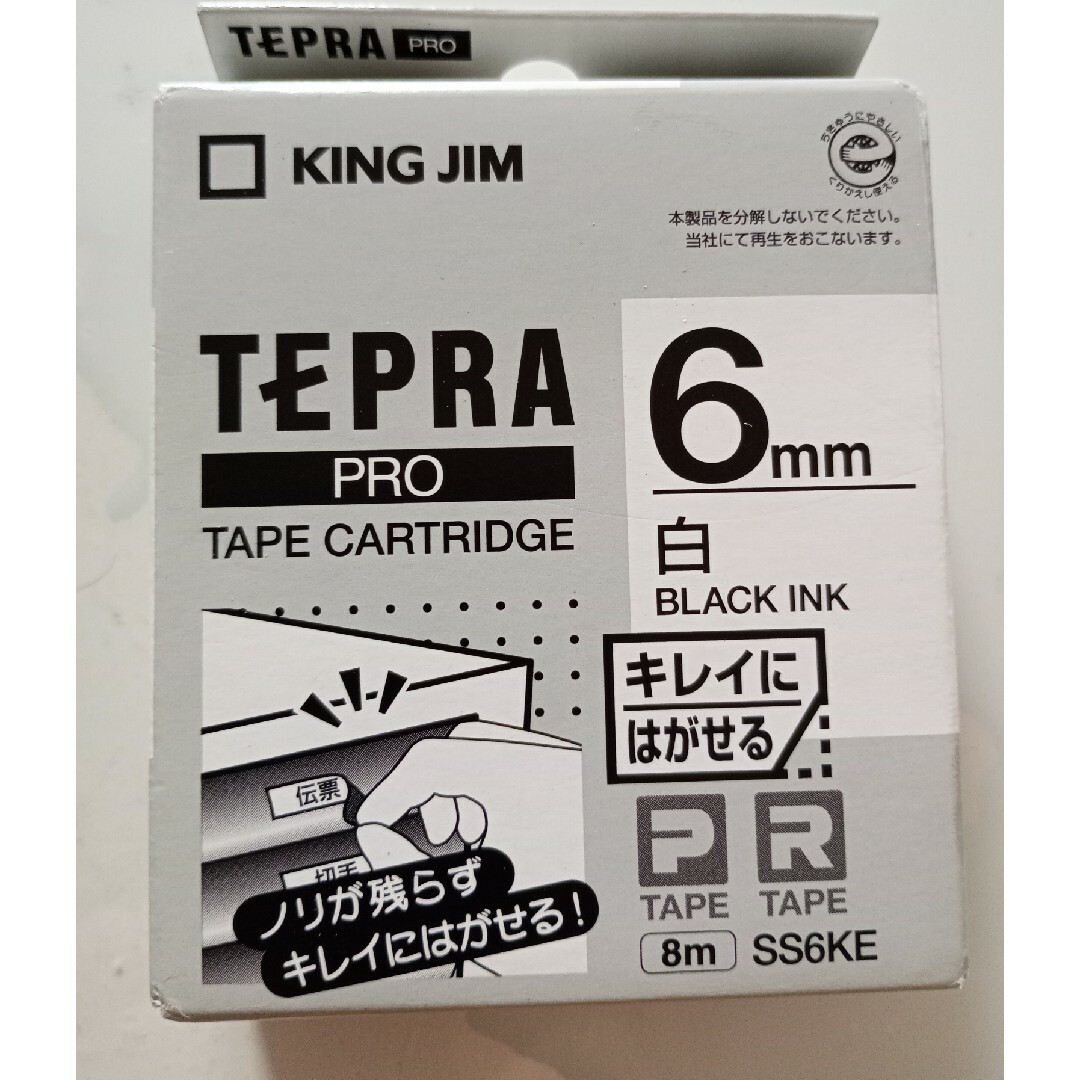 TEPRA PRO
KING JIM
ちきゅうにやさしい
くりかえし使える
本製品を分解しないでください。
当社にて再生をおこないます。
TEPRA
PRO
TAPE CARTRIDGE
6mm
白
BLACK INK
キレイに
はがせる
伝票
切手
ノリが残らず
キレイにはがせる!
TAPE
TAPE
8m
SS6KE